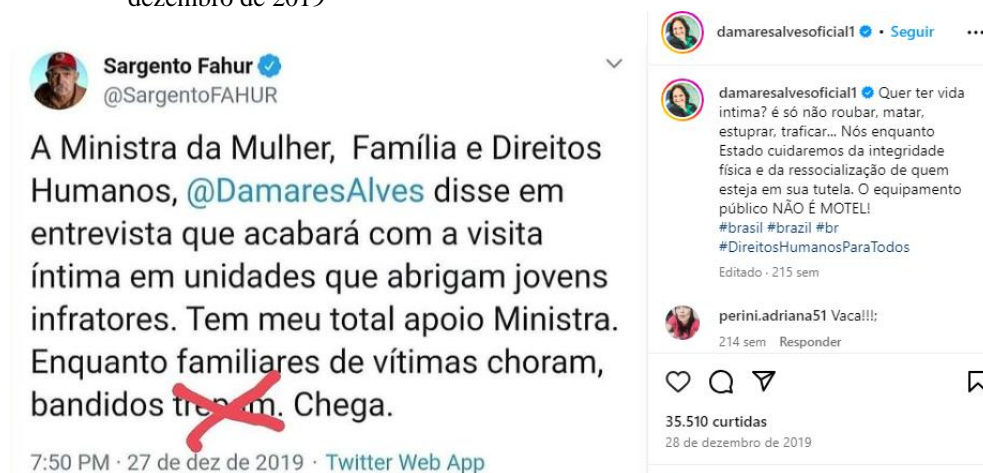 dezembro de 2019
Sargento Fahur
@SargentoFAHUR
A Ministra da Mulher, Família e Direitos
Humanos, @DamaresAlves disse em
entrevista que acabará com a visita
íntima em unidades que abrigam jovens
infratores. Tem meu total apoio Ministra.
Enquanto familiares de vítimas choram,
bandidos trepam. Chega.
7:50 PM · 27 de dez de 2019 · Twitter Web App
damaresalvesoficial1 • Seguir
damaresalvesoficial1 Quer ter vida
intima? é só não roubar, matar,
estuprar, traficar... Nós enquanto
Estado cuidaremos da integridade
física e da ressocialização de quem
esteja em sua tutela. O equipamento
público NÃO É MOTEL!
#brasil #brazil #br
#DireitosHumanosParaTodos
Editado · 215 sem
perini.adriana51 Vaca!!!;
214 sem Responder
35.510 curtidas
28 de dezembro de 2019